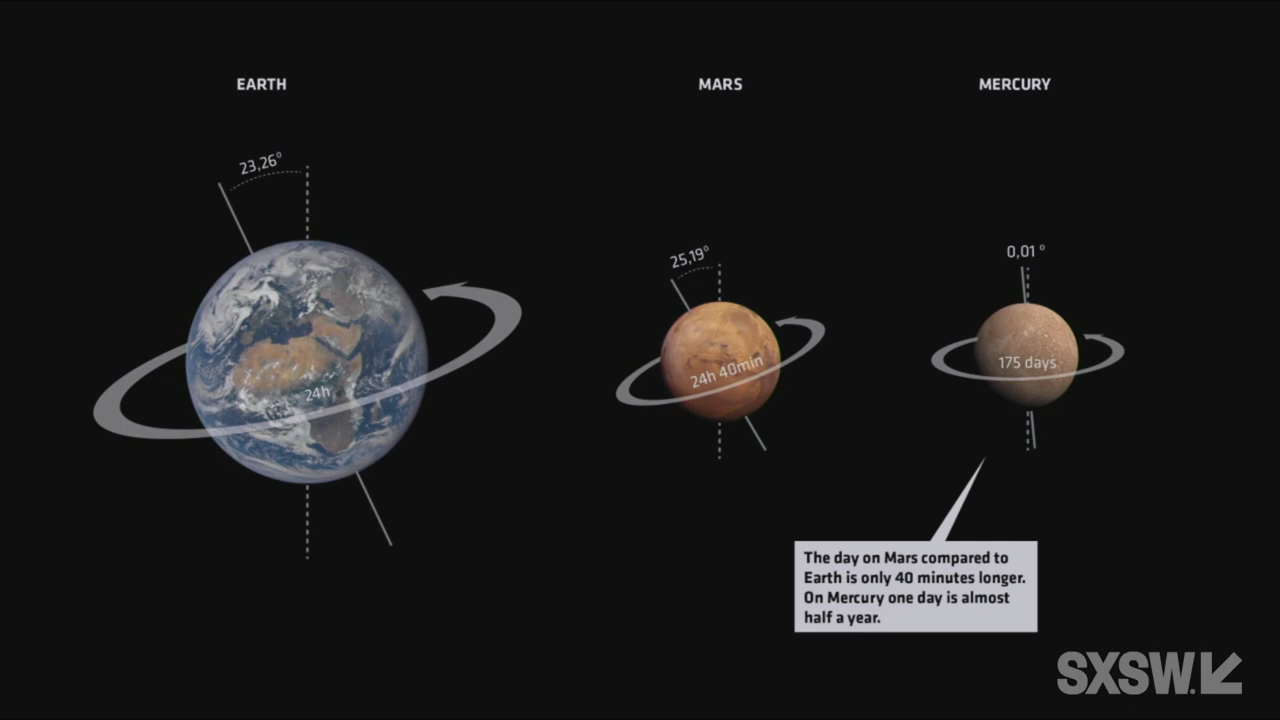 EARTH
MARS
MERCURY
23,26°
25,19°
0,01 °
24h
24h 40min
175 days
The day on Mars compared to
Earth is only 40 minutes longer.
On Mercury one day is almost
half a year.
SXSW.